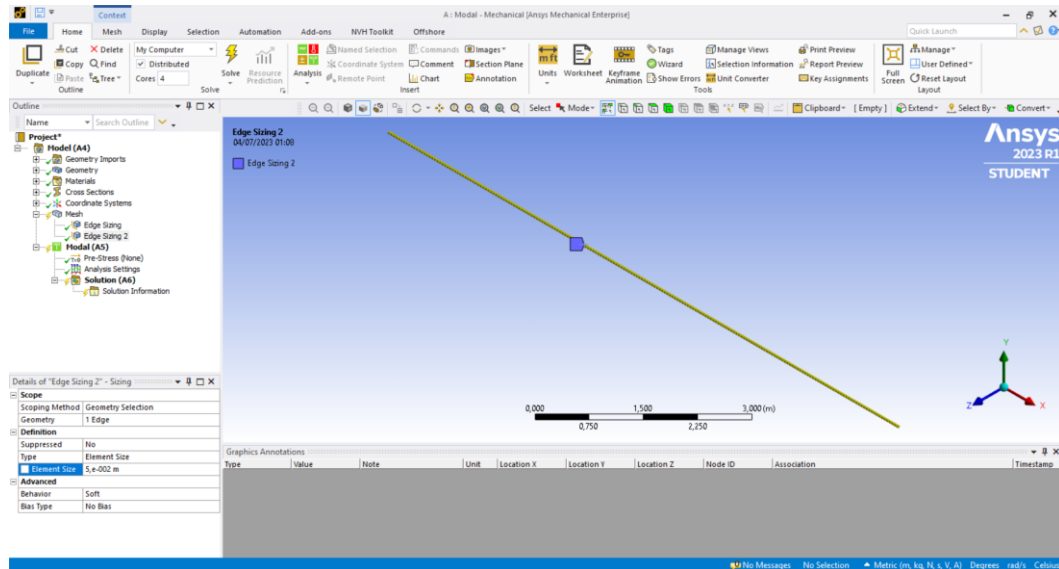 Context
A : Modal - Mechanical [Ansys Mechanical Enterprise]
File Home Mesh Display Selection Automation Add-ons NVH Toolkit Offshore Quick Launch
Duplicate
Cut
Copy
Paste
Delete
Find
Tree
Outline
My Computer
Distributed
Cores 4
Solve
Resource Prediction
Solve
Analysis
Named Selection
Coordinate System
Remote Point
Commands
Comment
Chart
Images
Section Plane
Annotation
Insert
Units
Worksheet
Keyframe Animation
Tags
Wizard
Show Errors
Manage Views
Selection Information
Unit Converter
Print Preview
Report Preview
Key Assignments
Tools
Full Screen
Manage
User Defined
Reset Layout
Layout
Outline
Name Search Outline
Select Mode Clipboard [Empty] Extend Select By Convert
Project*
Model (A4)
Geometry Imports
Geometry
Materials
Cross Sections
Coordinate Systems
Mesh
Edge Sizing
Edge Sizing 2
Modal (A5)
Pre-Stress (None)
Analysis Settings
Solution (A6)
Solution Information
Edge Sizing 2
04/07/2023 01:09
Edge Sizing 2
Ansys
2023 R1
STUDENT
Y
Z
X
0,000 1,500 3,000 (m)
0,750 2,250
Details of "Edge Sizing 2" - Sizing
Scope
Scoping Method Geometry Selection
Geometry 1 Edge
Definition
Suppressed No
Type Element Size
Element Size 5,e-002 m
Advanced
Behavior Soft
Bias Type No Bias
Graphics Annotations
Type Value Note Unit Location X Location Y Location Z Node ID Association Timestamp
No Messages No Selection Metric (m, kg, N, s, V, A) Degrees rad/s Celsius